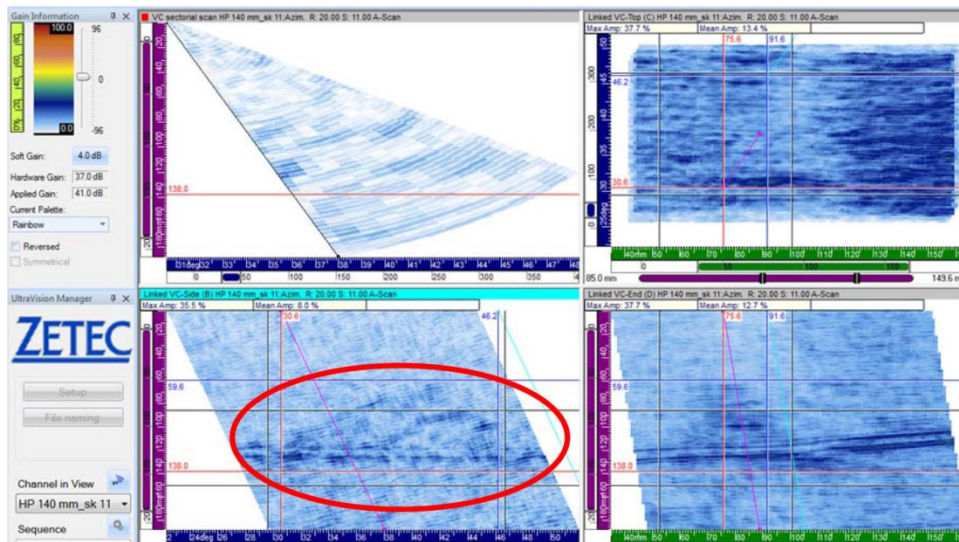 Gain Information
100.0
96
0
-96
0.0
Soft Gain:
4.0 dB
Hardware Gain:
37.0 dB
Applied Gain:
41.0 dB
Current Palette:
Rainbow
Reversed
Symmetrical
UltraVision Manager
ZETEC
Setup
File naming
Channel in View
HP 140 mm_sk 11
Sequence
VC sectorial scan HP 140 mm_sk 11:Azim. R: 20.00 S: 11.00 A-Scan
138.0
Linked VC-Top (C) HP 140 mm_sk 11:Azim. R: 20.00 S: 11.00 A-Scan
Max Amp: 37.7 %
Mean Amp: 13.4 %
75.6
91.6
46.2
30.6
85.0 mm
149.6 m
Linked VC-Side (B) HP 140 mm_sk 11:Azim. R: 20.00 S: 11.00 A-Scan
Max Amp: 35.5 %
Mean Amp: 8.0 %
30.6
46.2
59.6
138.0
Linked VC-End (D) HP 140 mm_sk 11:Azim. R: 20.00 S: 11.00 A-Scan
Max Amp: 37.7 %
Mean Amp: 12.7 %
75.6
91.6
59.6
138.0